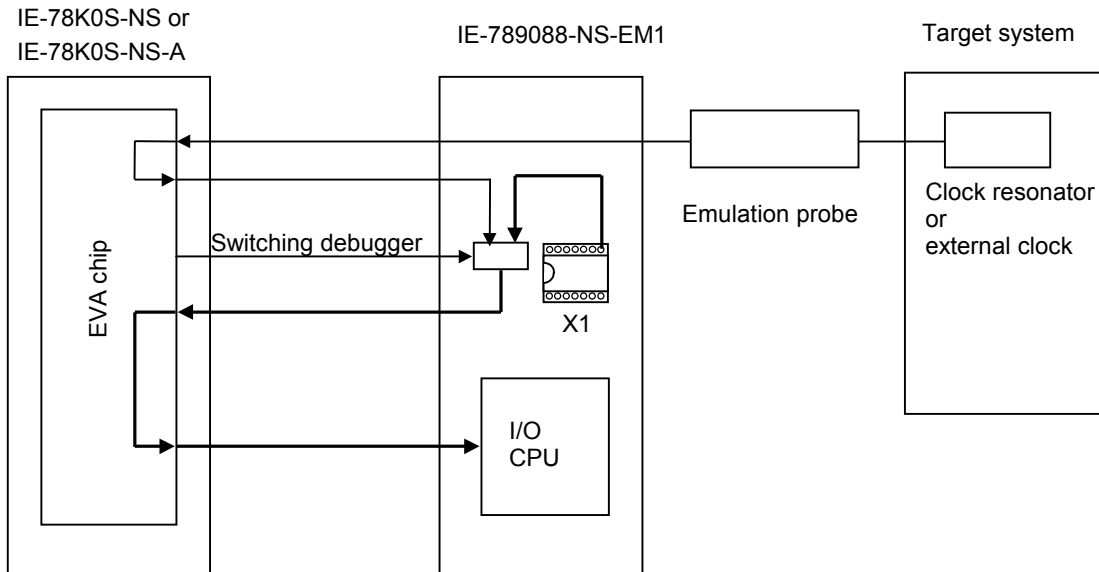 IE-78K0S-NS or
IE-78K0S-NS-A
IE-789088-NS-EM1
Target system
EVA chip
Switching debugger
X1
I/O
CPU
Emulation probe
Clock resonator
or
external clock